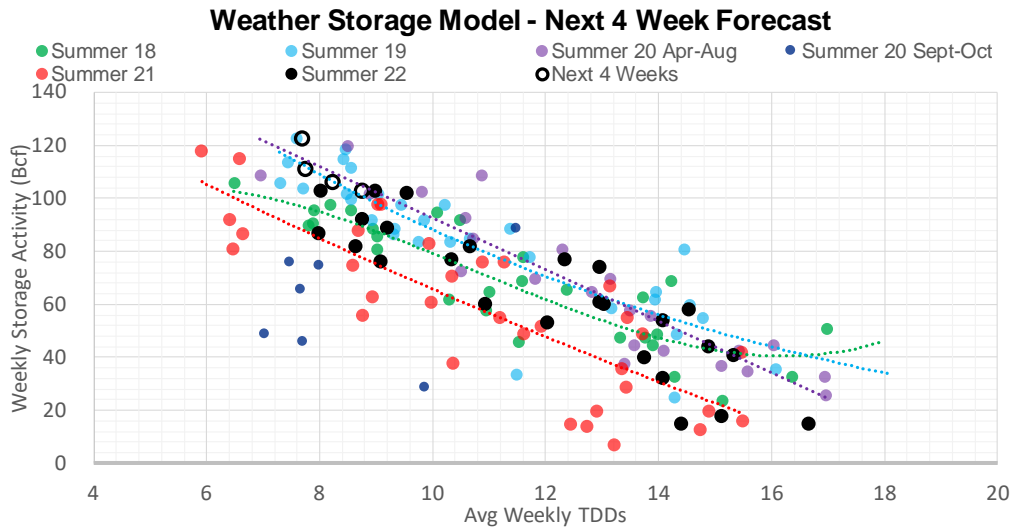 Weather Storage Model - Next 4 Week Forecast
Summer 18 Summer 19 Summer 20 Apr-Aug Summer 20 Sept-Oct
Summer 21 Summer 22 Next 4 Weeks
Weekly Storage Activity (Bcf)
140
120
100
80
60
40
20
0
4 6 8 10 12 14 16 18 20
Avg Weekly TDDs